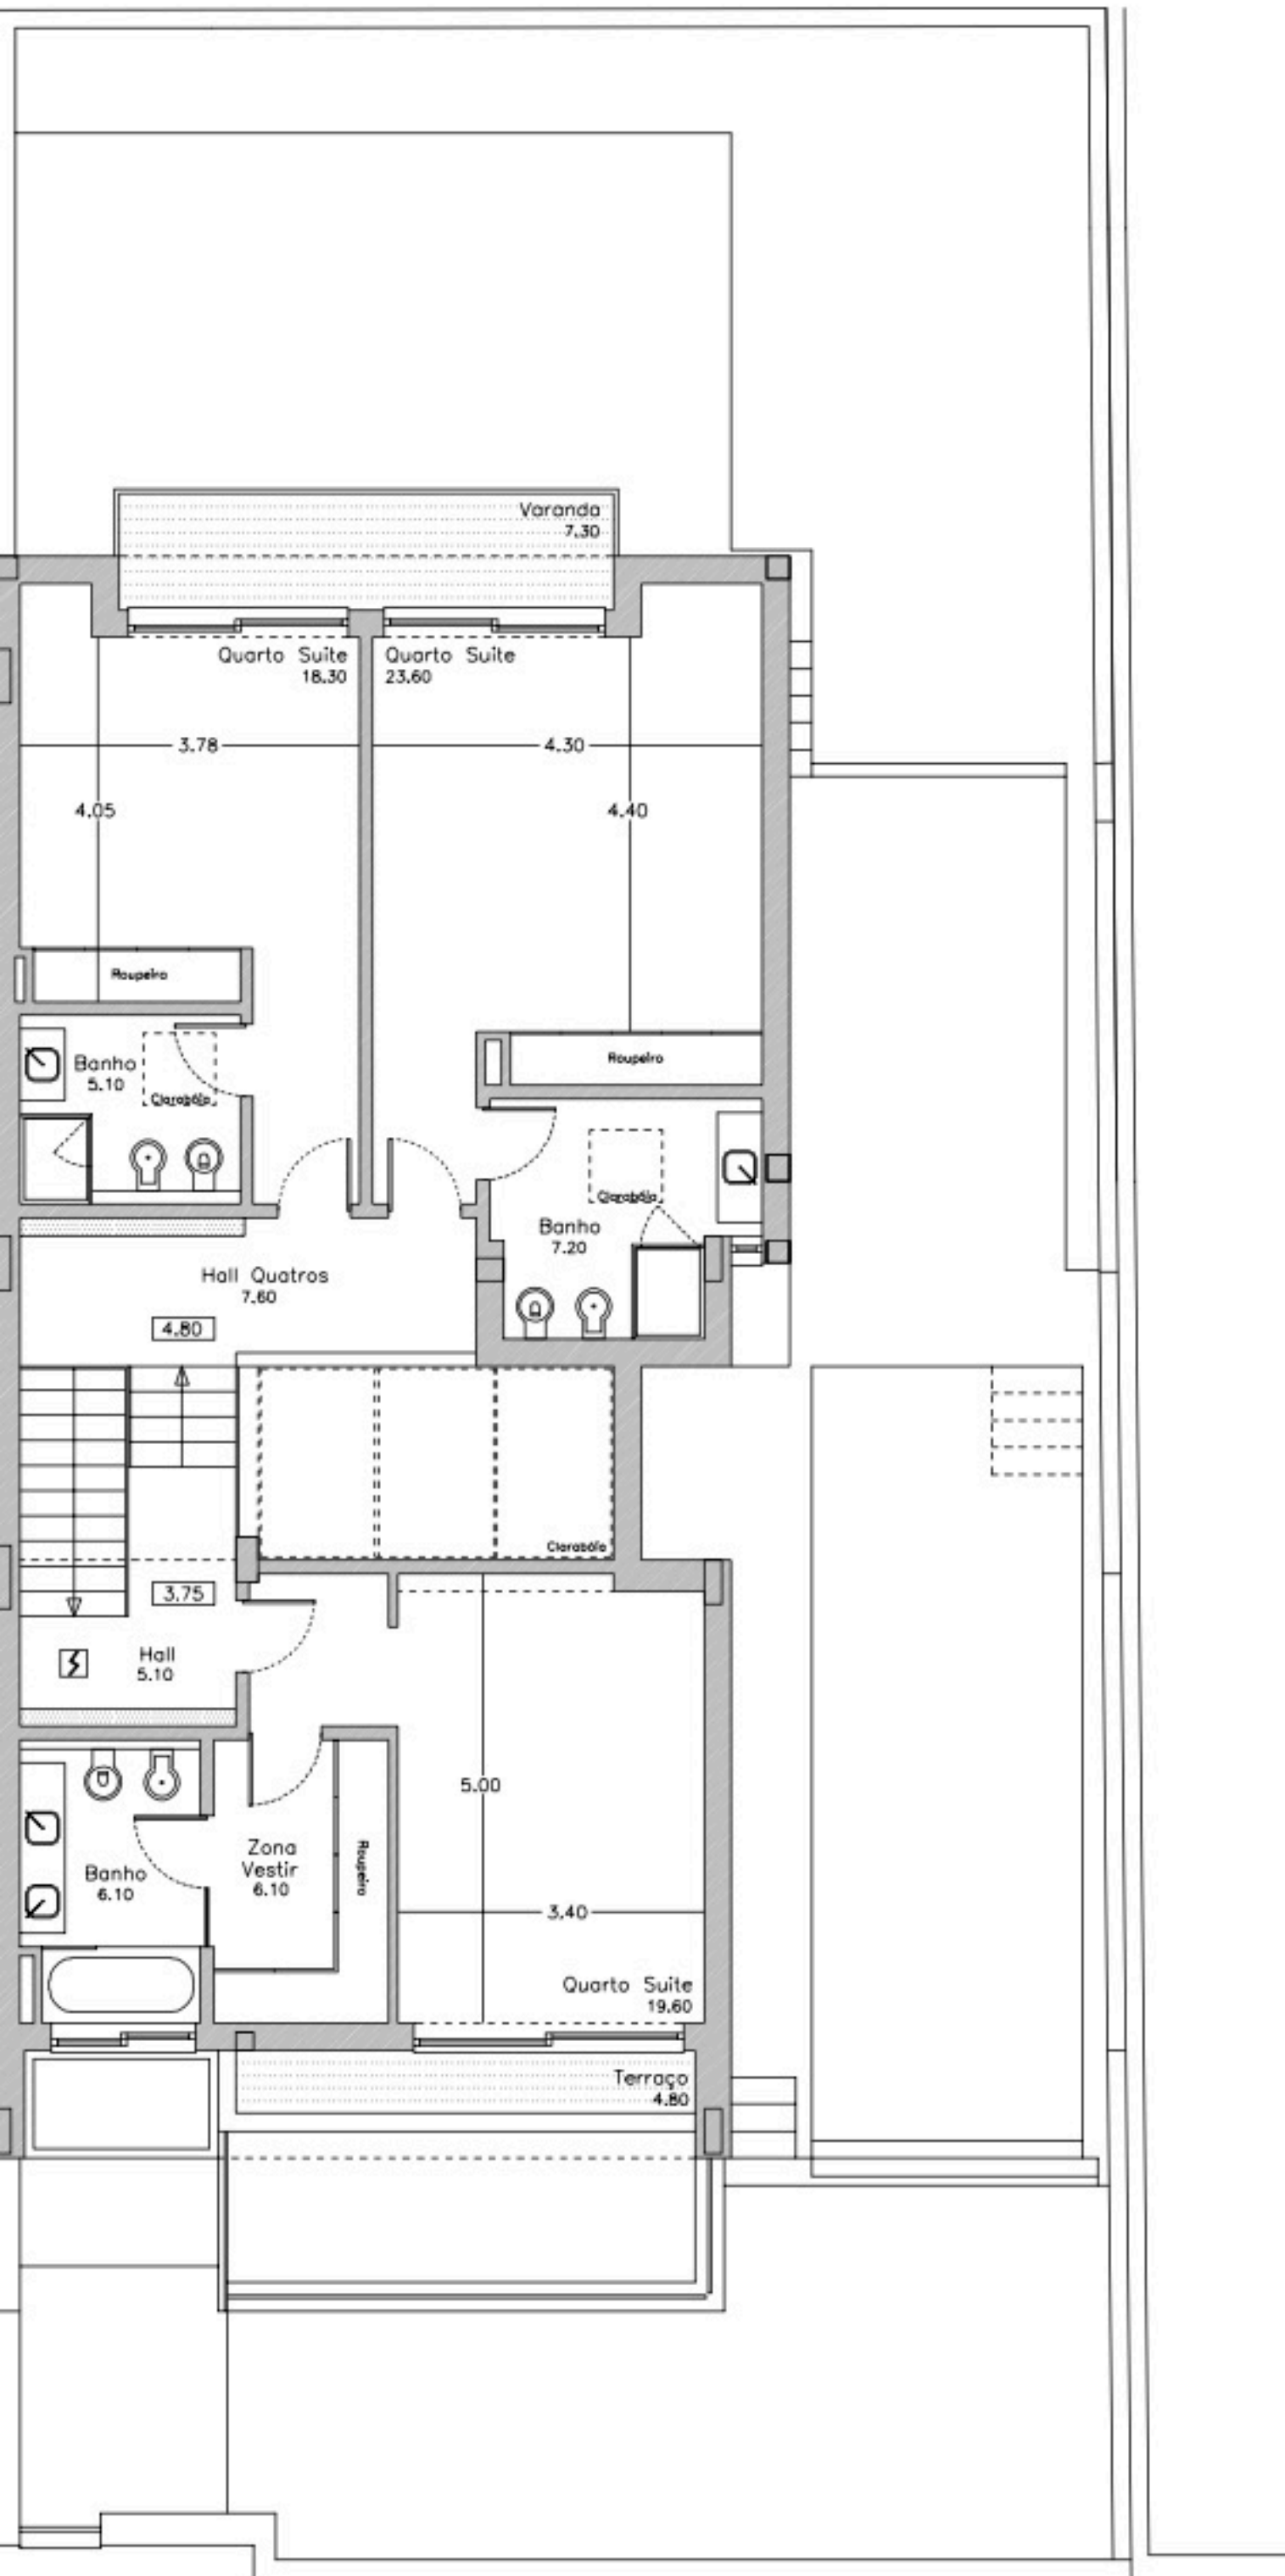 Varanda
7.30
Quarto Suite
18.30
Quarto Suite
23.60
3.78
4.30
4.05
4.40
Roupeiro
Roupeiro
Banho
5.10
Clarabóia
Clarabóia
Banho
7.20
Hall Quatros
7.60
4.80
Clarabóia
3.75
Hall
5.10
5.00
Zona
Vestir
6.10
Roupeiro
Banho
6.10
3.40
Quarto Suite
19.60
Terraço
4.80